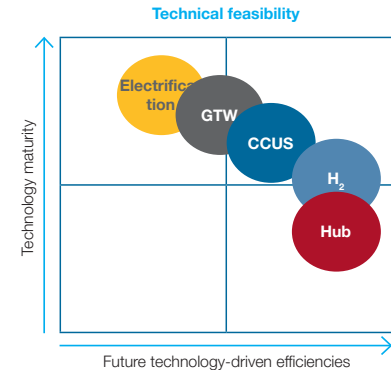 Technical feasibility
Technology maturity
Electrifica
tion
GTW
CCUS
H₂
Hub
Future technology-driven efficiencies